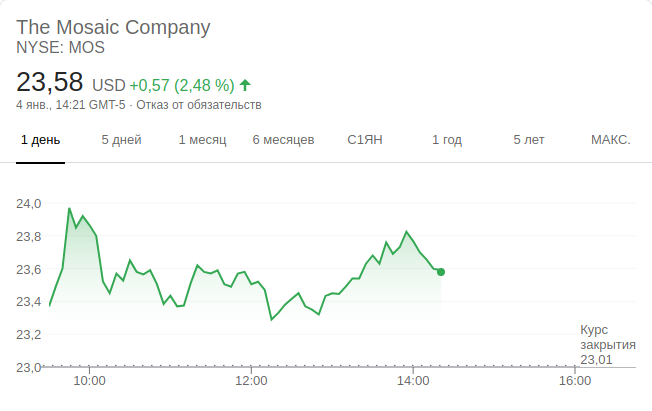 The Mosaic Company
NYSE: MOS
23,58 USD +0,57 (2,48 %)
4 янв., 14:21 GMT-5 · Отказ от обязательств
1 день 5 дней 1 месяц 6 месяцев С1ЯН 1 год 5 лет МАКС.
24,0
23,8
23,6
23,4
23,2
23,0
Курс
закрытия
23,01
10:00 12:00 14:00 16:00